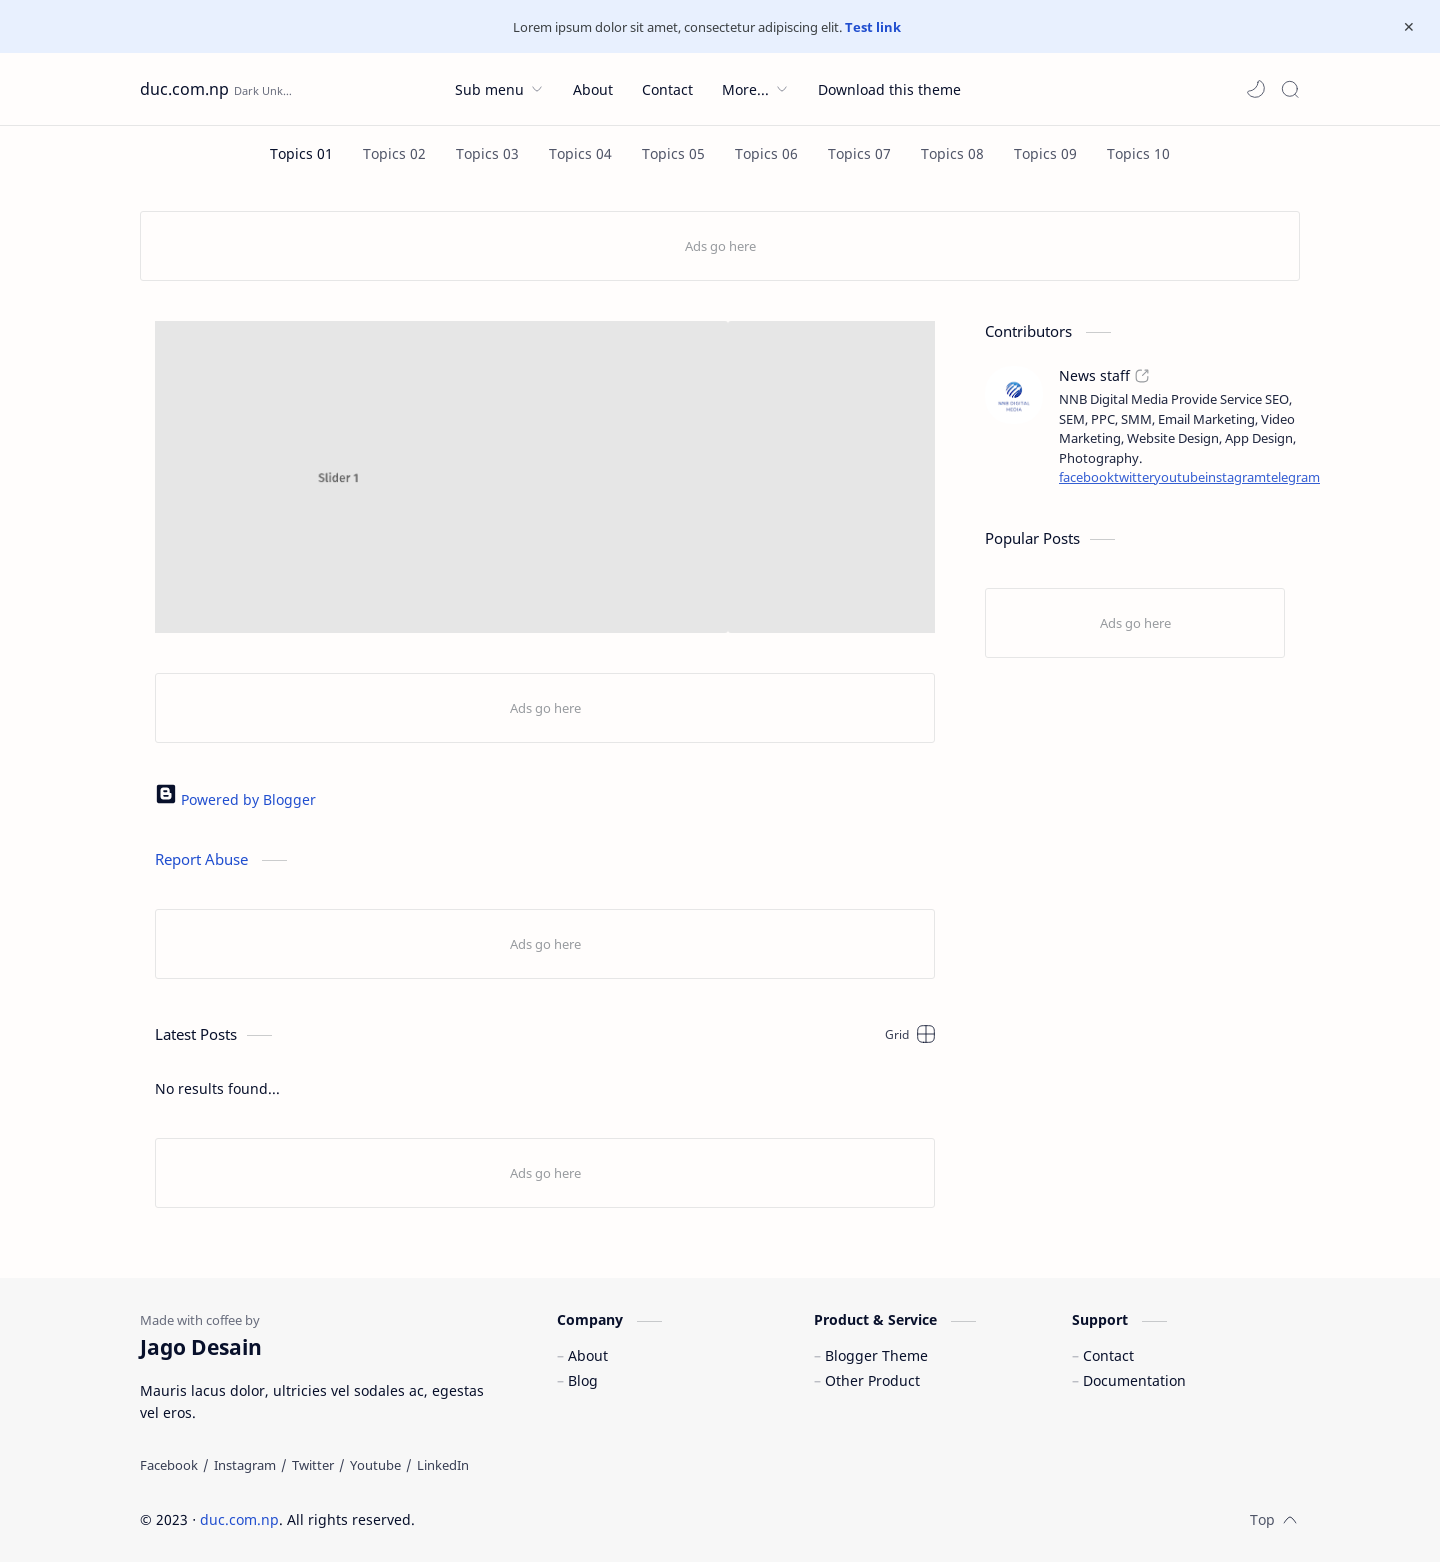 Lorem ipsum dolor sit amet, consectetur adipiscing elit. Test link ✕
duc.com.np Dark Unk...
Sub menu About Contact More... Download this theme
Topics 01 Topics 02 Topics 03 Topics 04 Topics 05 Topics 06 Topics 07 Topics 08 Topics 09 Topics 10
Ads go here
Slider 1
Ads go here
Powered by Blogger
Report Abuse
Ads go here
Latest Posts
Grid
No results found...
Ads go here
Contributors
NNB DIGITAL
MEDIA
News staff
NNB Digital Media Provide Service SEO,
SEM, PPC, SMM, Email Marketing, Video
Marketing, Website Design, App Design,
Photography.
facebooktwitteryoutubeinstagramtelegram
Popular Posts
Ads go here
Made with coffee by
Jago Desain
Mauris lacus dolor, ultricies vel sodales ac, egestas
vel eros.
Facebook / Instagram / Twitter / Youtube / LinkedIn
Company
– About
– Blog
Product & Service
– Blogger Theme
– Other Product
Support
– Contact
– Documentation
© 2023 · duc.com.np. All rights reserved.
Top